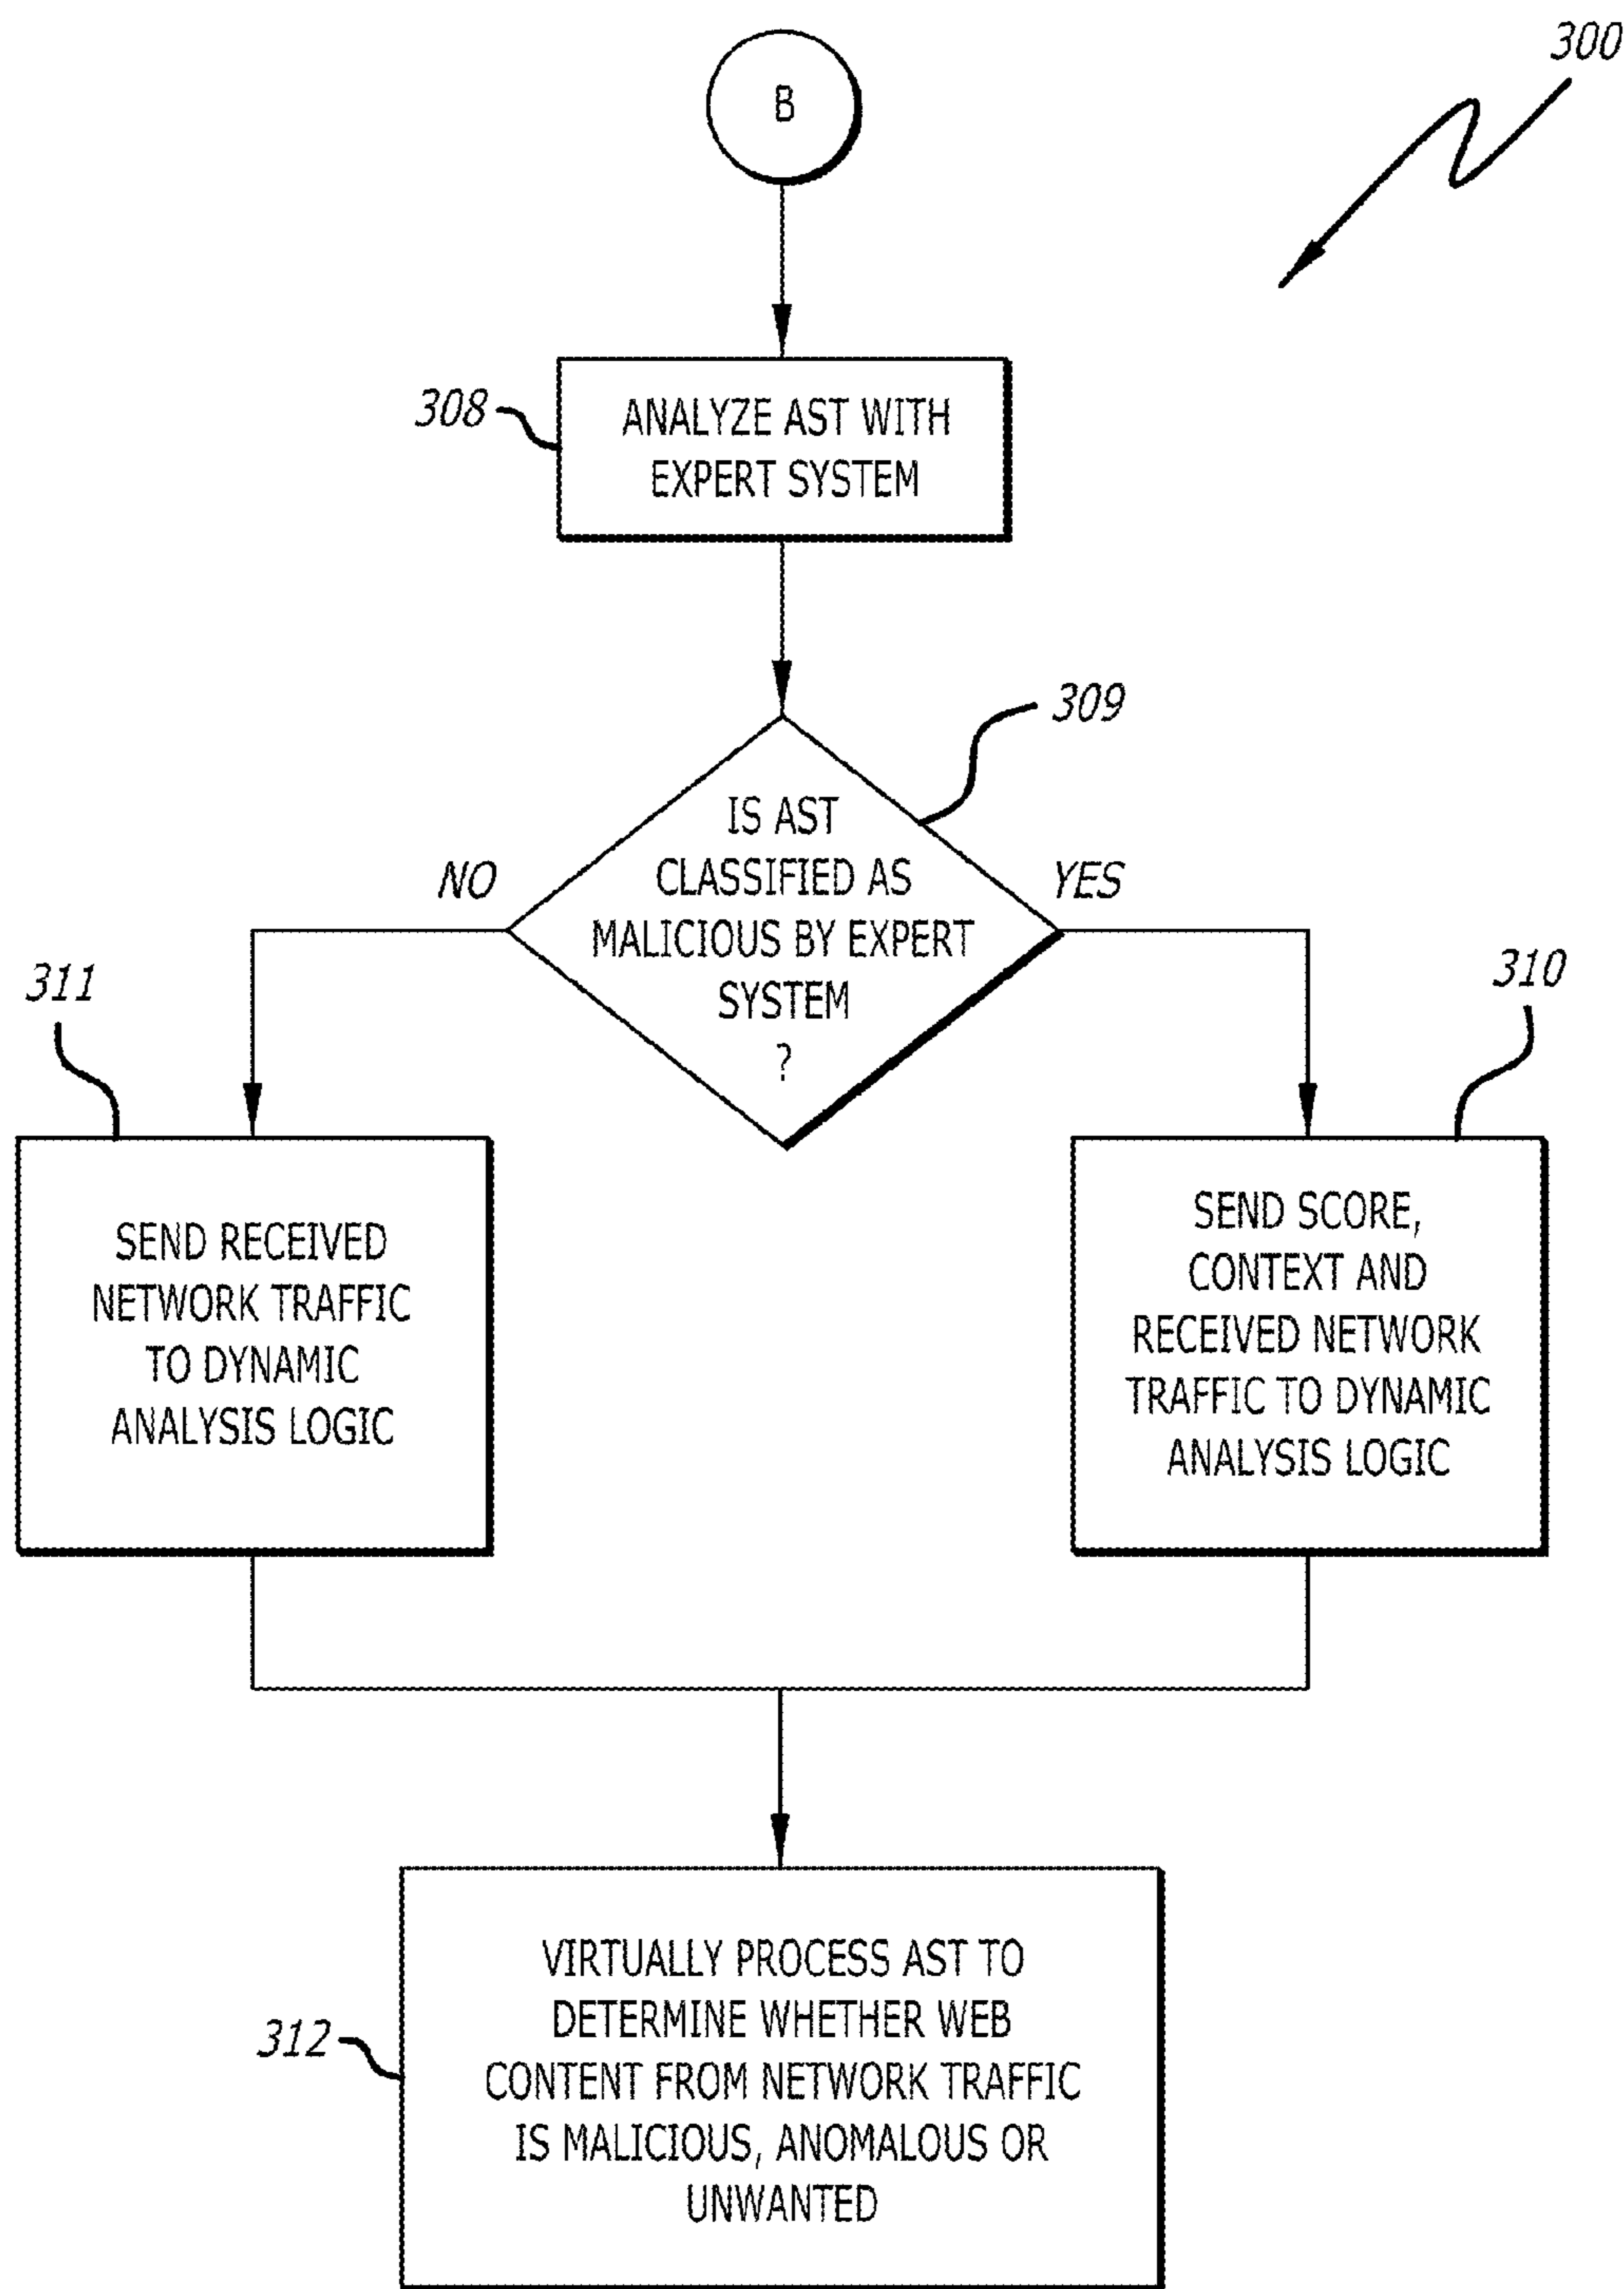 300
B
308
ANALYZE AST WITH
EXPERT SYSTEM
309
IS AST
CLASSIFIED AS
MALICIOUS BY EXPERT
SYSTEM
?
NO
YES
311
310
SEND RECEIVED
NETWORK TRAFFIC
TO DYNAMIC
ANALYSIS LOGIC
SEND SCORE,
CONTEXT AND
RECEIVED NETWORK
TRAFFIC TO DYNAMIC
ANALYSIS LOGIC
312
VIRTUALLY PROCESS AST TO
DETERMINE WHETHER WEB
CONTENT FROM NETWORK TRAFFIC
IS MALICIOUS, ANOMALOUS OR
UNWANTED